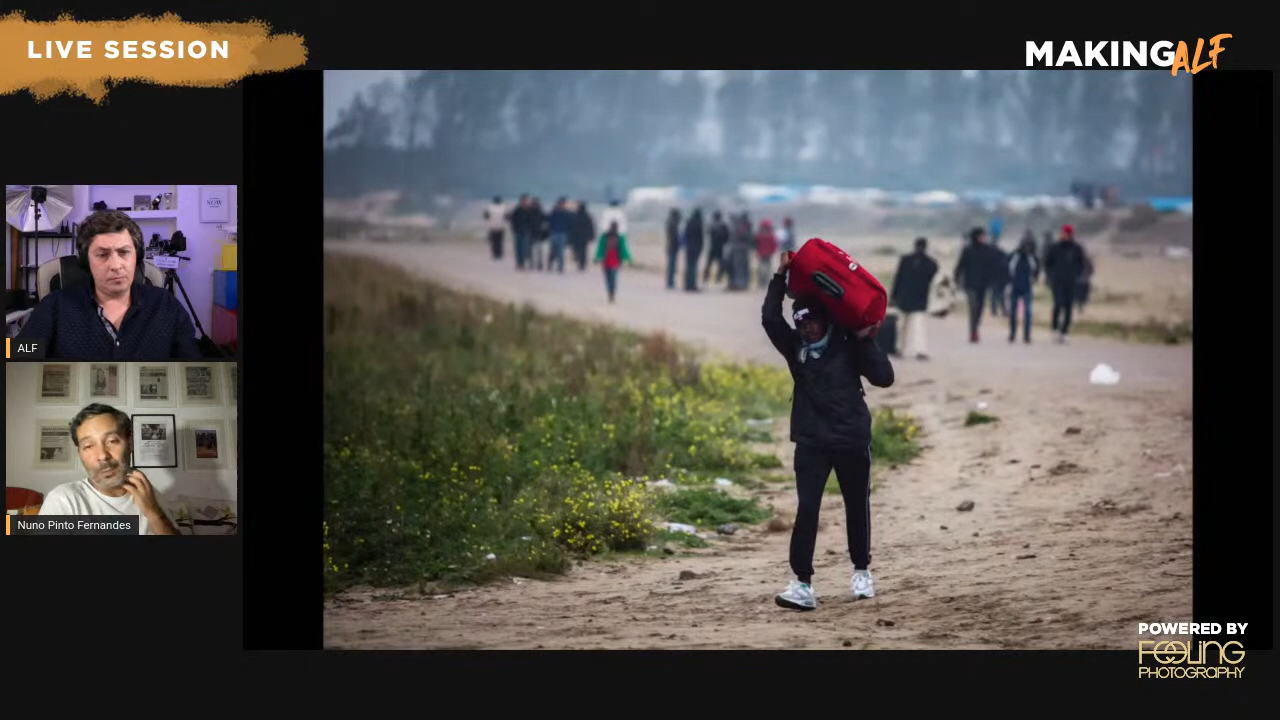 LIVE SESSION
MAKINGALF
ALF
Nuno Pinto Fernandes
POWERED BY
FEELING
PHOTOGRAPHY